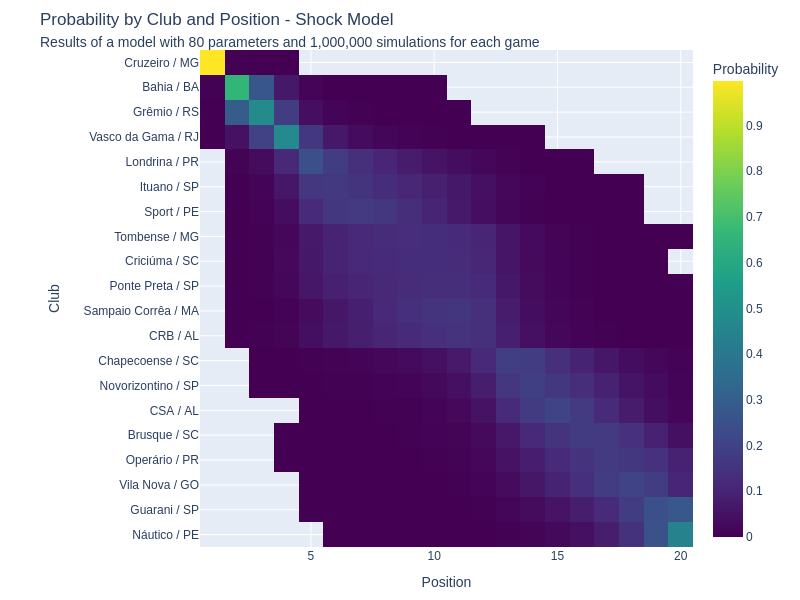 Probability by Club and Position - Shock Model
Results of a model with 80 parameters and 1,000,000 simulations for each game
Probability
Cruzeiro / MG
Bahia / BA
Grêmio / RS
Vasco da Gama / RJ
Londrina / PR
Ituano / SP
Sport / PE
Tombense / MG
Criciúma / SC
Ponte Preta / SP
Sampaio Corrêa / MA
CRB / AL
Chapecoense / SC
Novorizontino / SP
CSA / AL
Brusque / SC
Operário / PR
Vila Nova / GO
Guarani / SP
Náutico / PE
Club
5
10
15
20
Position
0.9
0.8
0.7
0.6
0.5
0.4
0.3
0.2
0.1
0